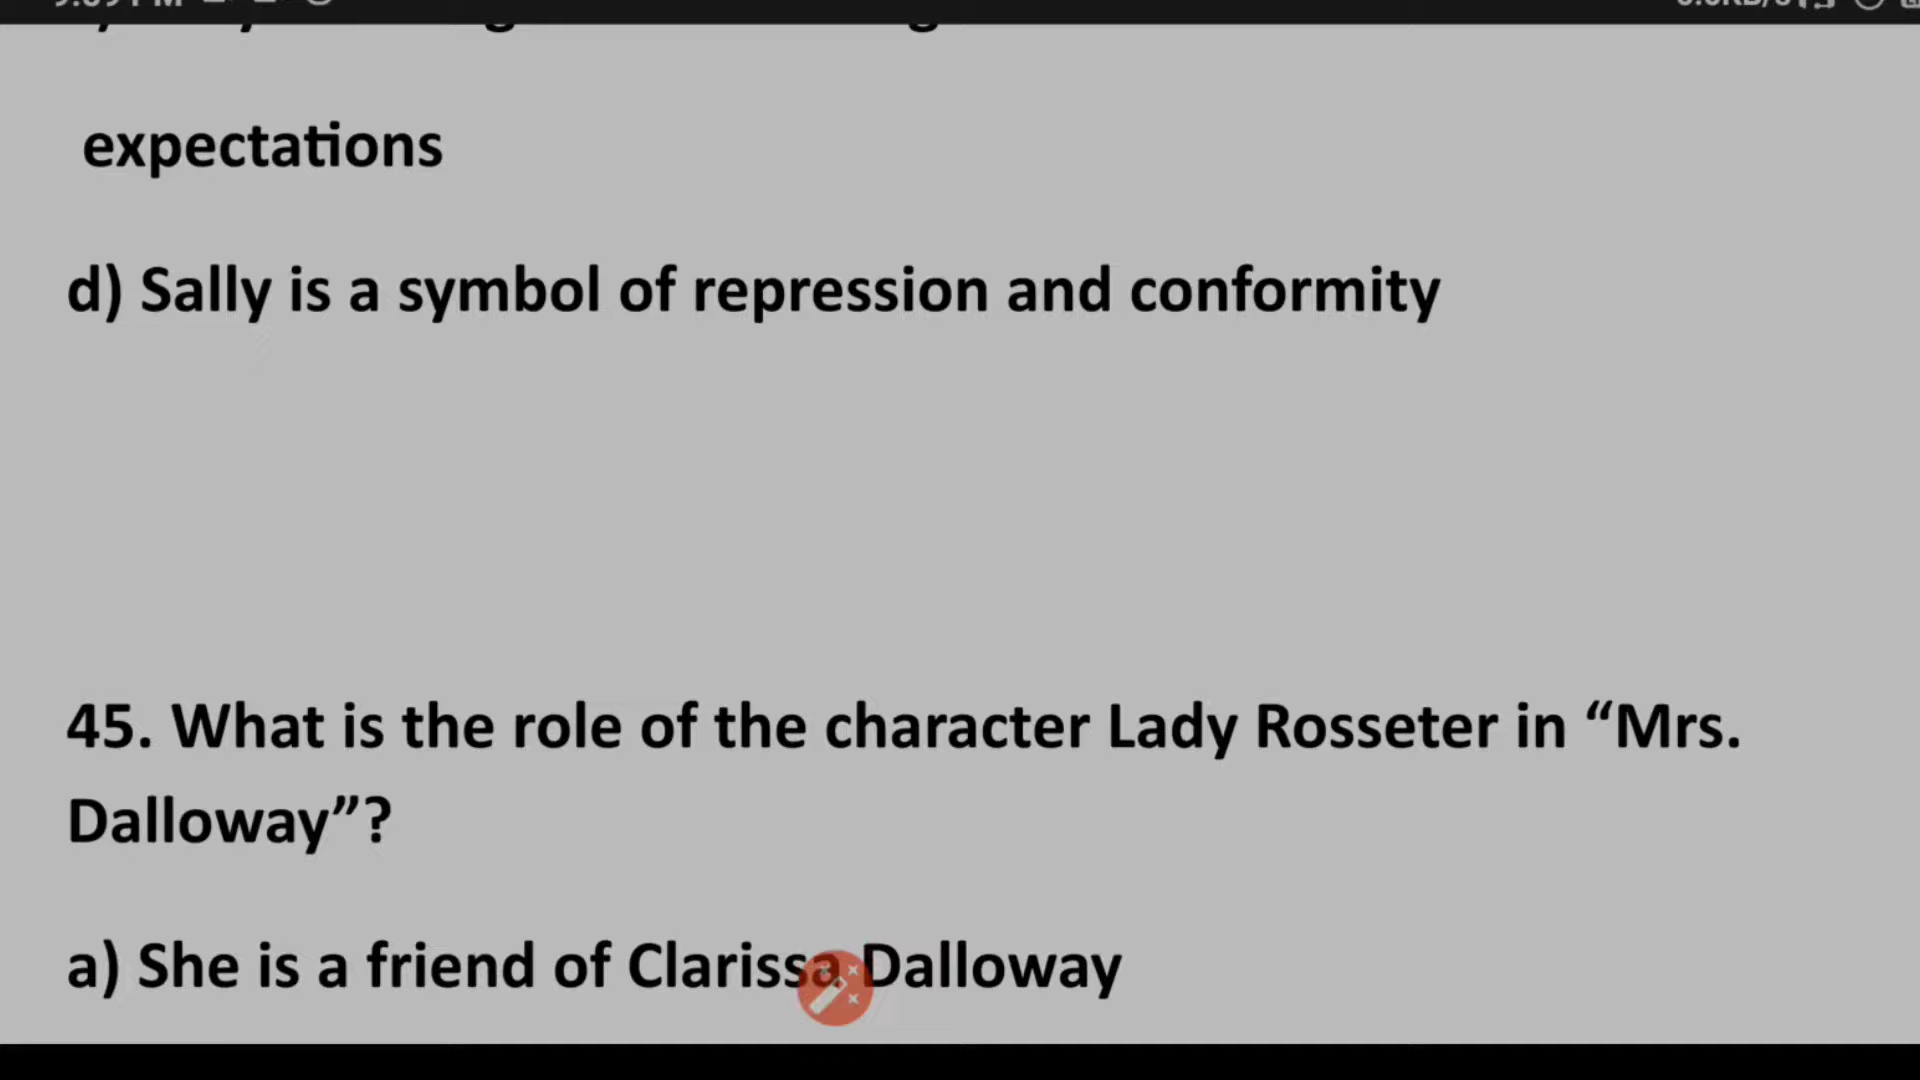 expectations
d) Sally is a symbol of repression and conformity
45. What is the role of the character Lady Rosseter in “Mrs.
Dalloway”?
a) She is a friend of Clarissa Dalloway